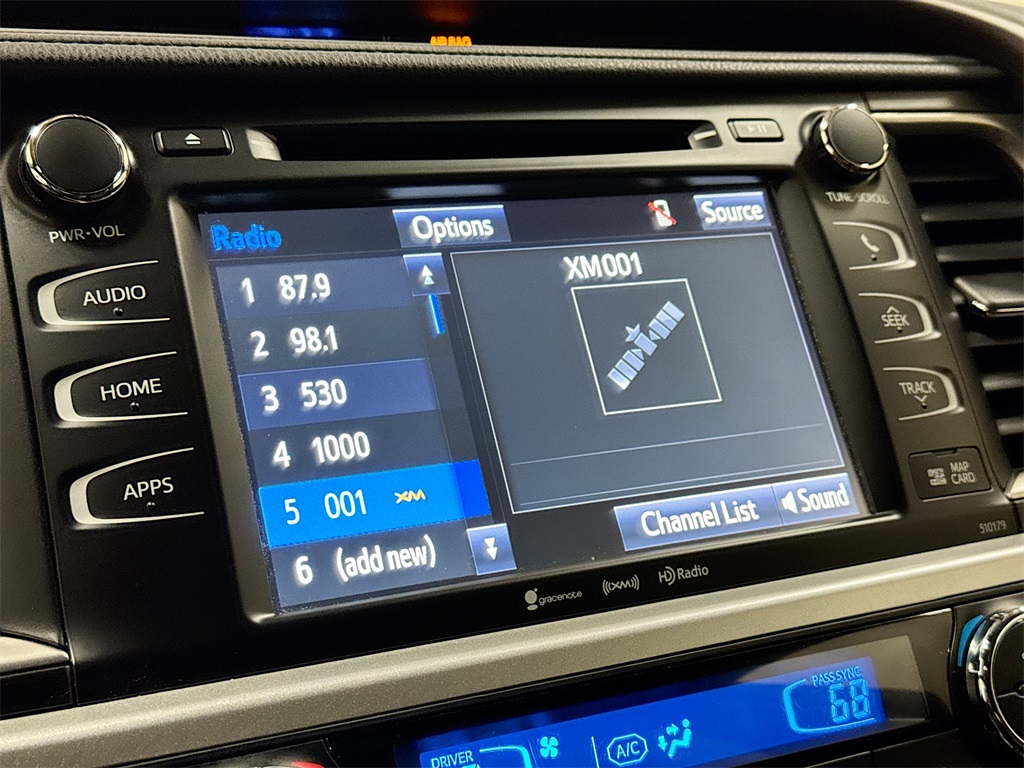 AIR BAG
PWR•VOL
AUDIO
HOME
APPS
Radio
Options
Source
1 87.9
2 98.1
3 530
4 1000
5 001 XM
6 (add new)
XM001
Channel List
Sound
TUNE•SCROLL
SEEK
TRACK
MAP
CARD
510179
gracenote
((XM))
HD Radio
DRIVER
A/C
PASS SYNC
68